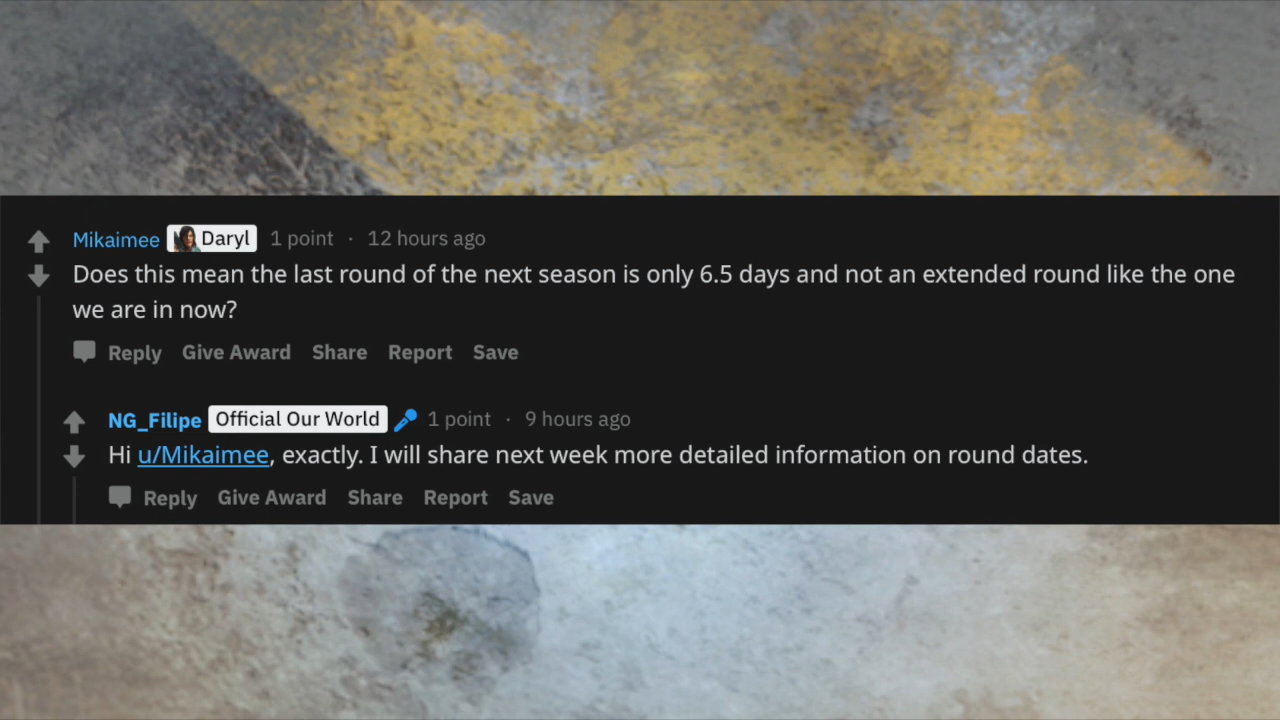 Mikaimee Daryl 1 point · 12 hours ago
Does this mean the last round of the next season is only 6.5 days and not an extended round like the one
we are in now?
Reply Give Award Share Report Save
NG_Filipe Official Our World 1 point · 9 hours ago
Hi u/Mikaimee, exactly. I will share next week more detailed information on round dates.
Reply Give Award Share Report Save